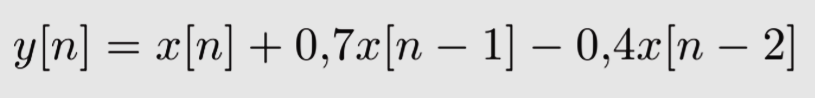 y[n] = x[n] + 0,7x[n − 1] − 0,4x[n − 2]